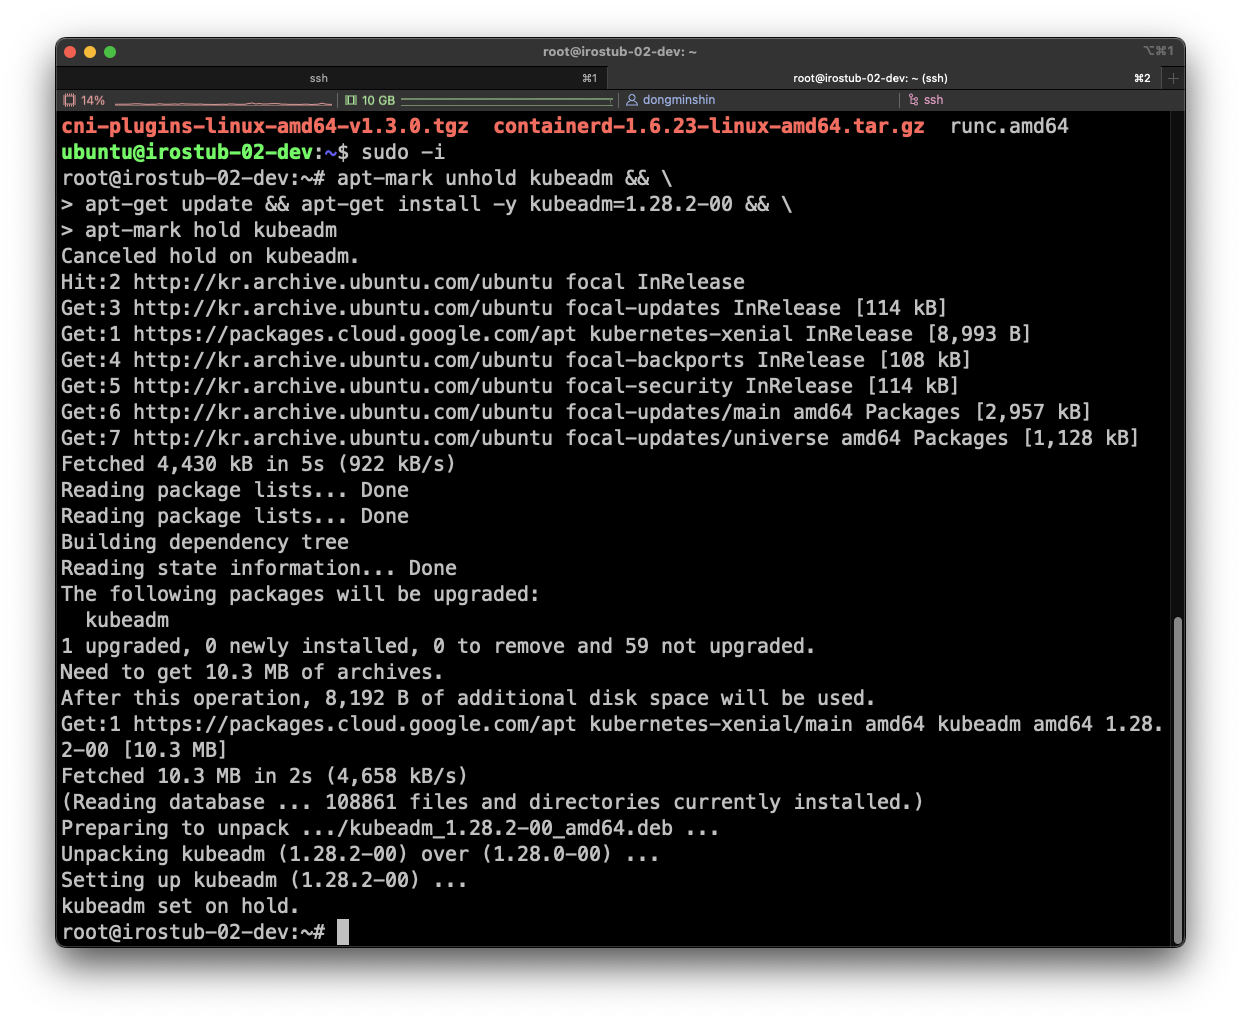 root@irostub-02-dev: ~
⌥⌘1
ssh ⌘1 root@irostub-02-dev: ~ (ssh) ⌘2 +
14% 10 GB dongminshin ssh
cni-plugins-linux-amd64-v1.3.0.tgz  containerd-1.6.23-linux-amd64.tar.gz  runc.amd64
ubuntu@irostub-02-dev:~$ sudo -i
root@irostub-02-dev:~# apt-mark unhold kubeadm && \
> apt-get update && apt-get install -y kubeadm=1.28.2-00 && \
> apt-mark hold kubeadm
Canceled hold on kubeadm.
Hit:2 http://kr.archive.ubuntu.com/ubuntu focal InRelease
Get:3 http://kr.archive.ubuntu.com/ubuntu focal-updates InRelease [114 kB]
Get:1 https://packages.cloud.google.com/apt kubernetes-xenial InRelease [8,993 B]
Get:4 http://kr.archive.ubuntu.com/ubuntu focal-backports InRelease [108 kB]
Get:5 http://kr.archive.ubuntu.com/ubuntu focal-security InRelease [114 kB]
Get:6 http://kr.archive.ubuntu.com/ubuntu focal-updates/main amd64 Packages [2,957 kB]
Get:7 http://kr.archive.ubuntu.com/ubuntu focal-updates/universe amd64 Packages [1,128 kB]
Fetched 4,430 kB in 5s (922 kB/s)
Reading package lists... Done
Reading package lists... Done
Building dependency tree
Reading state information... Done
The following packages will be upgraded:
  kubeadm
1 upgraded, 0 newly installed, 0 to remove and 59 not upgraded.
Need to get 10.3 MB of archives.
After this operation, 8,192 B of additional disk space will be used.
Get:1 https://packages.cloud.google.com/apt kubernetes-xenial/main amd64 kubeadm amd64 1.28.
2-00 [10.3 MB]
Fetched 10.3 MB in 2s (4,658 kB/s)
(Reading database ... 108861 files and directories currently installed.)
Preparing to unpack .../kubeadm_1.28.2-00_amd64.deb ...
Unpacking kubeadm (1.28.2-00) over (1.28.0-00) ...
Setting up kubeadm (1.28.2-00) ...
kubeadm set on hold.
root@irostub-02-dev:~#